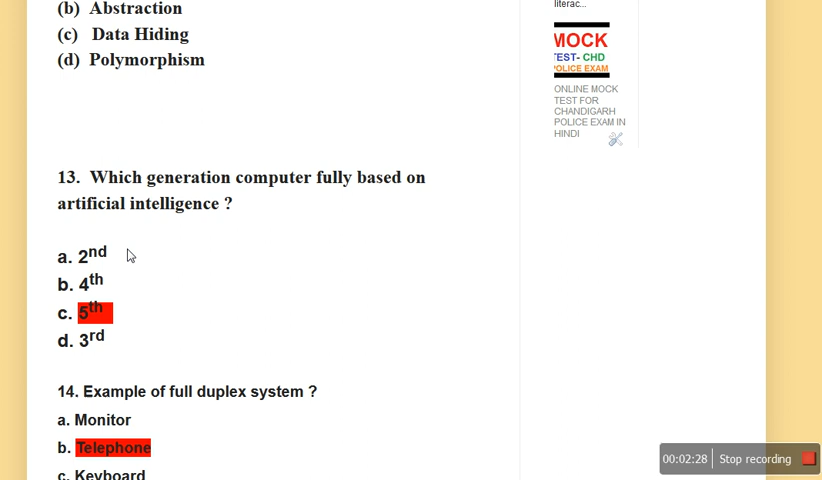 (b) Abstraction
(c) Data Hiding
(d) Polymorphism
literac...
MOCK
TEST- CHD
POLICE EXAM
ONLINE MOCK
TEST FOR
CHANDIGARH
POLICE EXAM IN
HINDI
13. Which generation computer fully based on
artificial intelligence ?
a. 2nd
b. 4th
c. 5th
d. 3rd
14. Example of full duplex system ?
a. Monitor
b. Telephone
c. Keyboard
00:02:28 Stop recording